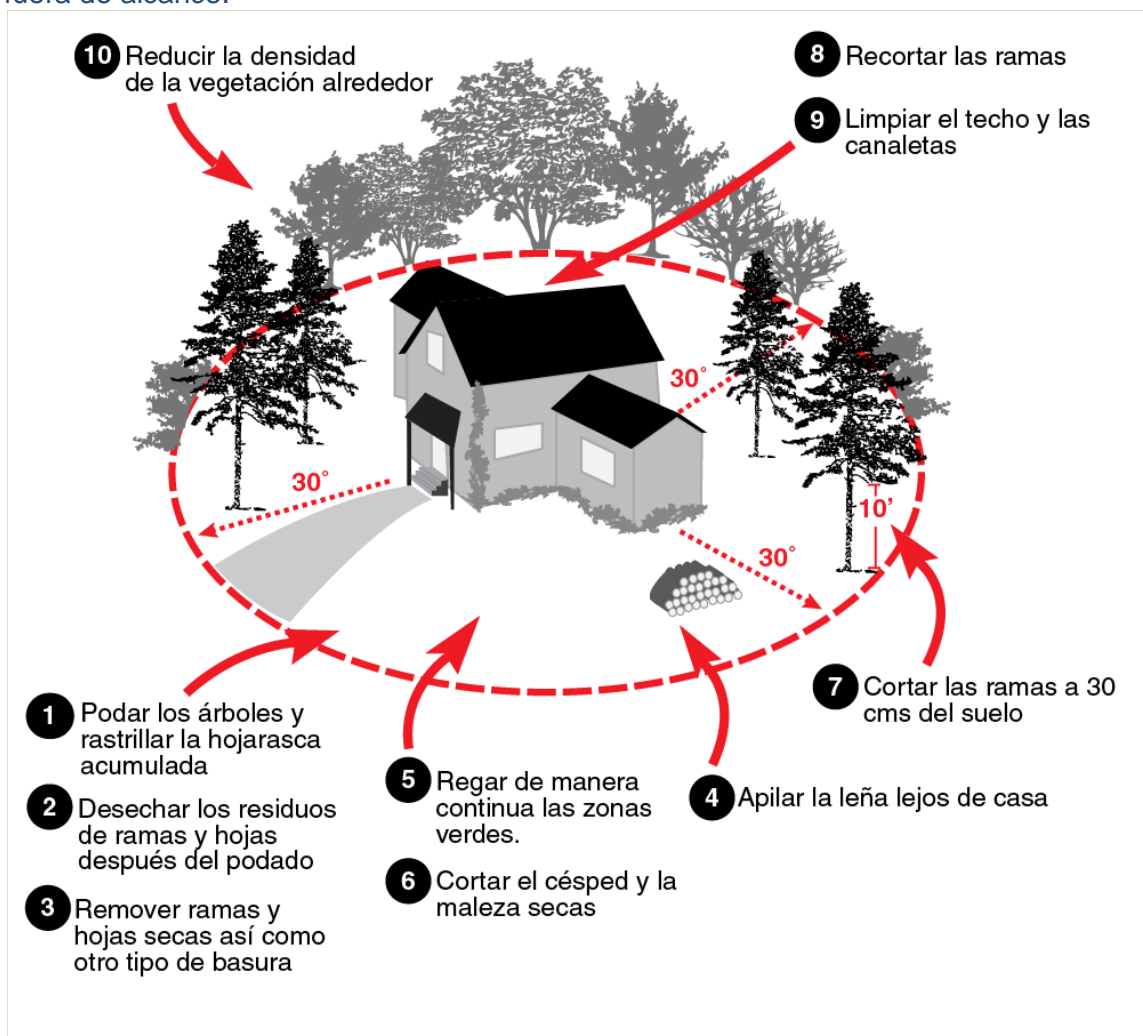 fuera de alcance.
10 Reducir la densidad
de la vegetación alrededor
8 Recortar las ramas
9 Limpiar el techo y las
canaletas
30°
30°
10’
30°
1 Podar los árboles y
rastrillar la hojarasca
acumulada
2 Desechar los residuos
de ramas y hojas
después del podado
3 Remover ramas y
hojas secas así como
otro tipo de basura
5 Regar de manera
continua las zonas
verdes.
6 Cortar el césped y la
maleza secas
7 Cortar las ramas a 30
cms del suelo
4 Apilar la leña lejos de casa